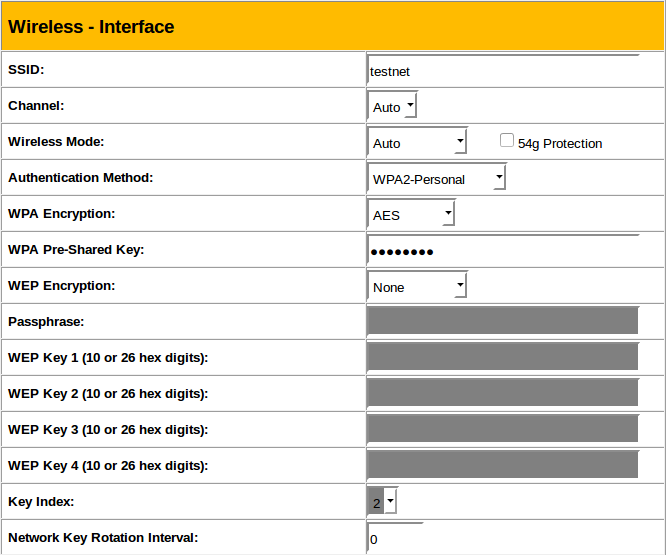 Wireless - Interface
SSID: testnet
Channel: Auto
Wireless Mode: Auto 54g Protection
Authentication Method: WPA2-Personal
WPA Encryption: AES
WPA Pre-Shared Key: ●●●●●●●●
WEP Encryption: None
Passphrase:
WEP Key 1 (10 or 26 hex digits):
WEP Key 2 (10 or 26 hex digits):
WEP Key 3 (10 or 26 hex digits):
WEP Key 4 (10 or 26 hex digits):
Key Index: 2
Network Key Rotation Interval: 0